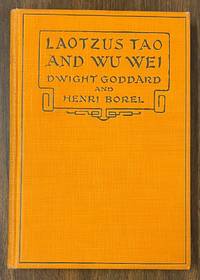 LAOTZUS TAO
AND WU WEI
DWIGHT GODDARD
AND
HENRI BOREL